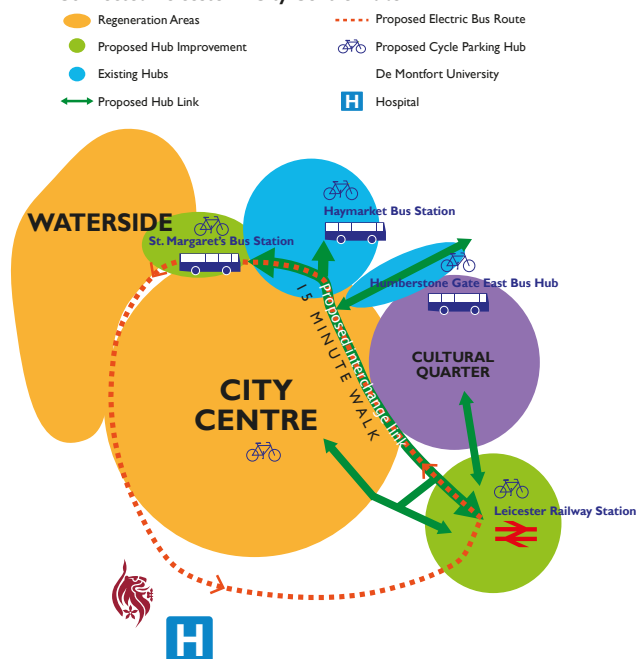 Regeneration Areas
Proposed Hub Improvement
Existing Hubs
Proposed Hub Link
Proposed Electric Bus Route
Proposed Cycle Parking Hub
De Montfort University
H Hospital
WATERSIDE
St. Margaret's Bus Station
Haymarket Bus Station
Humberstone Gate East Bus Hub
Proposed Interchange link
15 MINUTE WALK
CULTURAL
QUARTER
CITY
CENTRE
Leicester Railway Station
H